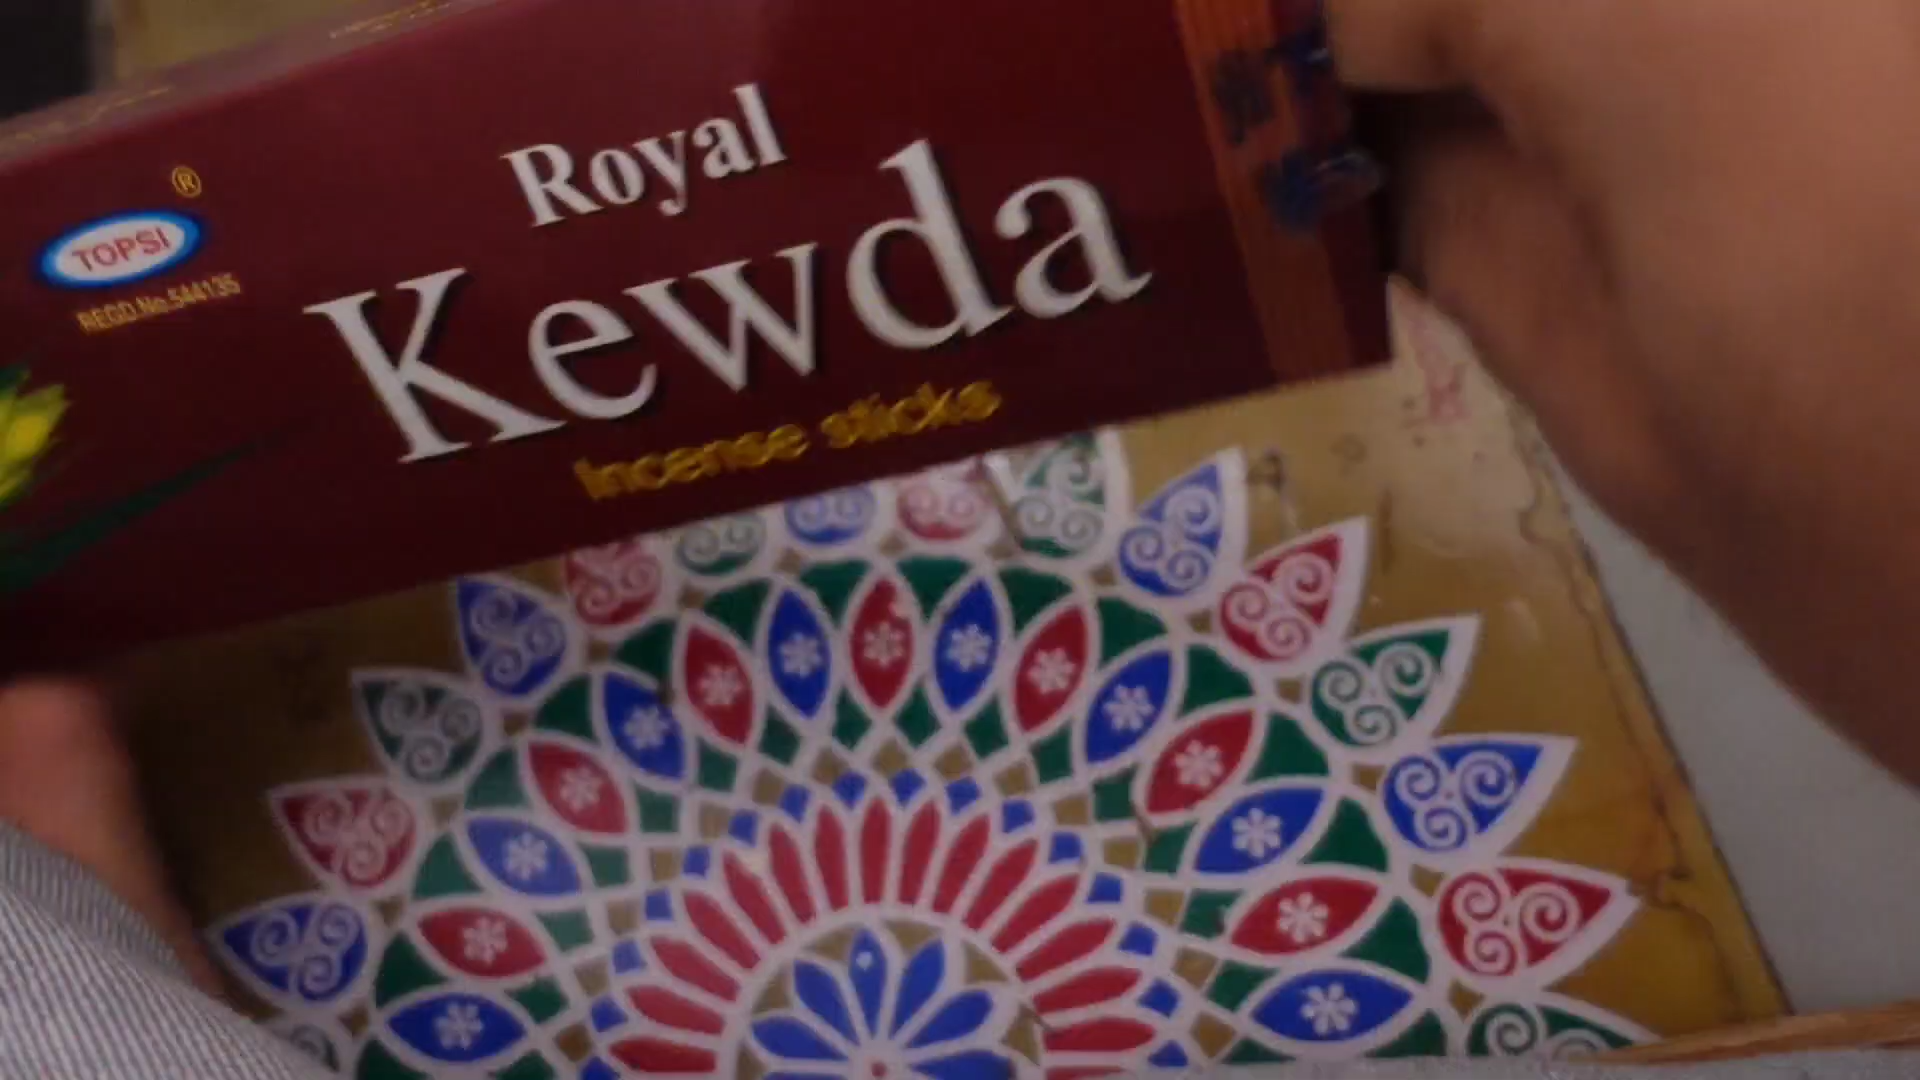 Royal
Kewda
Incense sticks
®
TOPSI
REGD.No.544135